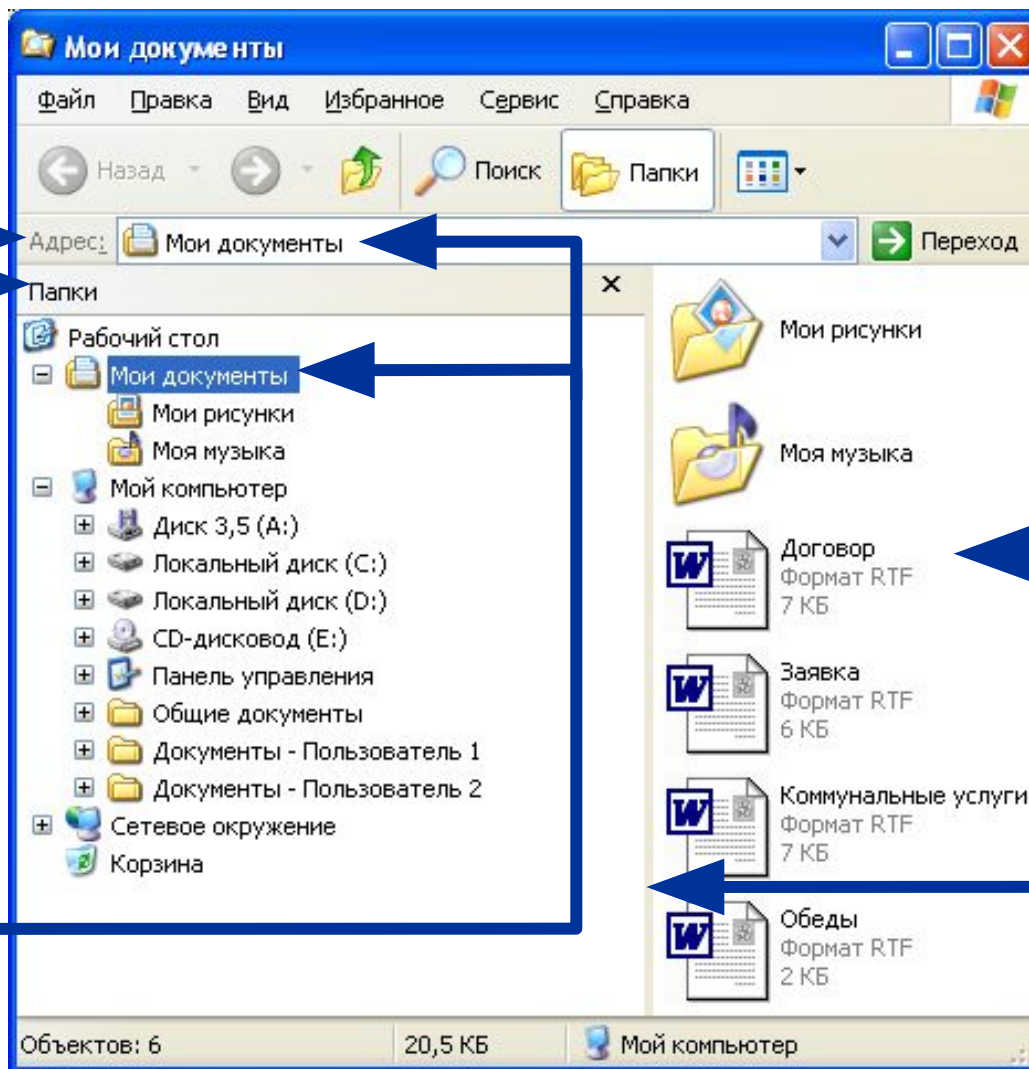 Мои документы
Файл Правка Вид Избранное Сервис Справка
Назад Поиск Папки
Адрес: Мои документы Переход
Папки
Рабочий стол
Мои документы
Мои рисунки
Моя музыка
Мой компьютер
Диск 3,5 (A:)
Локальный диск (C:)
Локальный диск (D:)
CD-дисковод (E:)
Панель управления
Общие документы
Документы - Пользователь 1
Документы - Пользователь 2
Сетевое окружение
Корзина
Мои рисунки
Моя музыка
Договор
Формат RTF
7 КБ
Заявка
Формат RTF
6 КБ
Коммунальные услуги
Формат RTF
7 КБ
Обеды
Формат RTF
2 КБ
Объектов: 6 20,5 КБ Мой компьютер